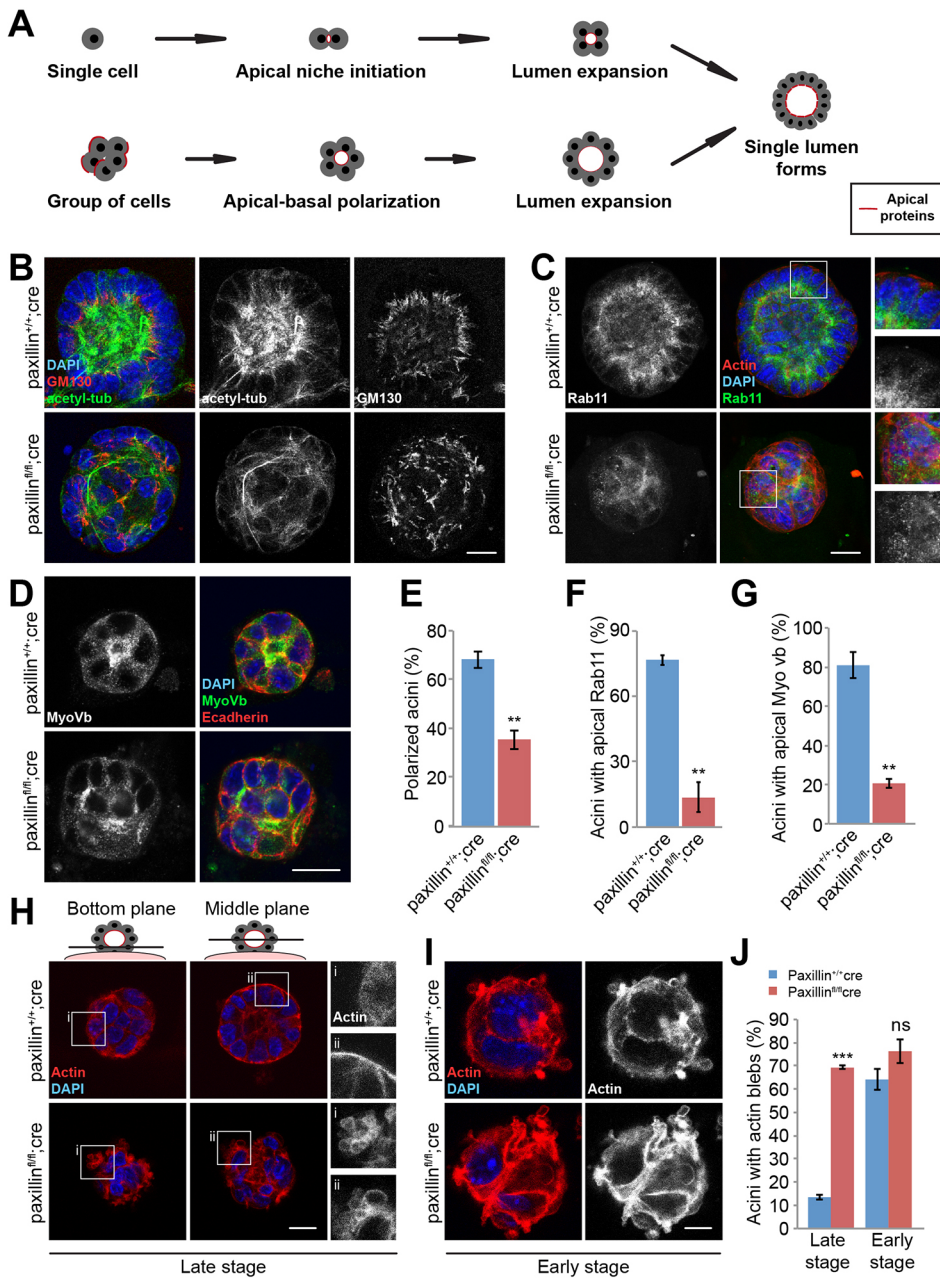 A
Single cell
Apical niche initiation
Lumen expansion
Group of cells
Apical-basal polarization
Lumen expansion
Single lumen
forms
Apical
proteins
B
paxillin+/+;cre
DAPI
GM130
acetyl-tub
acetyl-tub
GM130
paxillinfl/fl;cre
C
paxillin+/+;cre
Rab11
Actin
DAPI
Rab11
paxillinfl/fl;cre
D
paxillin+/+;cre
MyoVb
DAPI
MyoVb
Ecadherin
paxillinfl/fl;cre
E
Polarized acini (%)
80
60
40
20
0
**
paxillin+/+;cre
paxillinfl/fl;cre
F
Acini with apical Rab11 (%)
90
60
30
0
**
paxillin+/+;cre
paxillinfl/fl;cre
G
Acini with apical Myo vb (%)
100
80
60
40
20
0
**
paxillin+/+;cre
paxillinfl/fl;cre
H
Bottom plane
Middle plane
paxillin+/+;cre
i
Actin
DAPI
ii
i
Actin
ii
paxillinfl/fl;cre
i
ii
i
ii
Late stage
I
paxillin+/+;cre
Actin
DAPI
Actin
paxillinfl/fl;cre
Early stage
J
Paxillin+/+cre
Paxillinfl/flcre
Acini with actin blebs (%)
90
80
70
60
50
40
30
20
10
0
***
ns
Late
stage
Early
stage